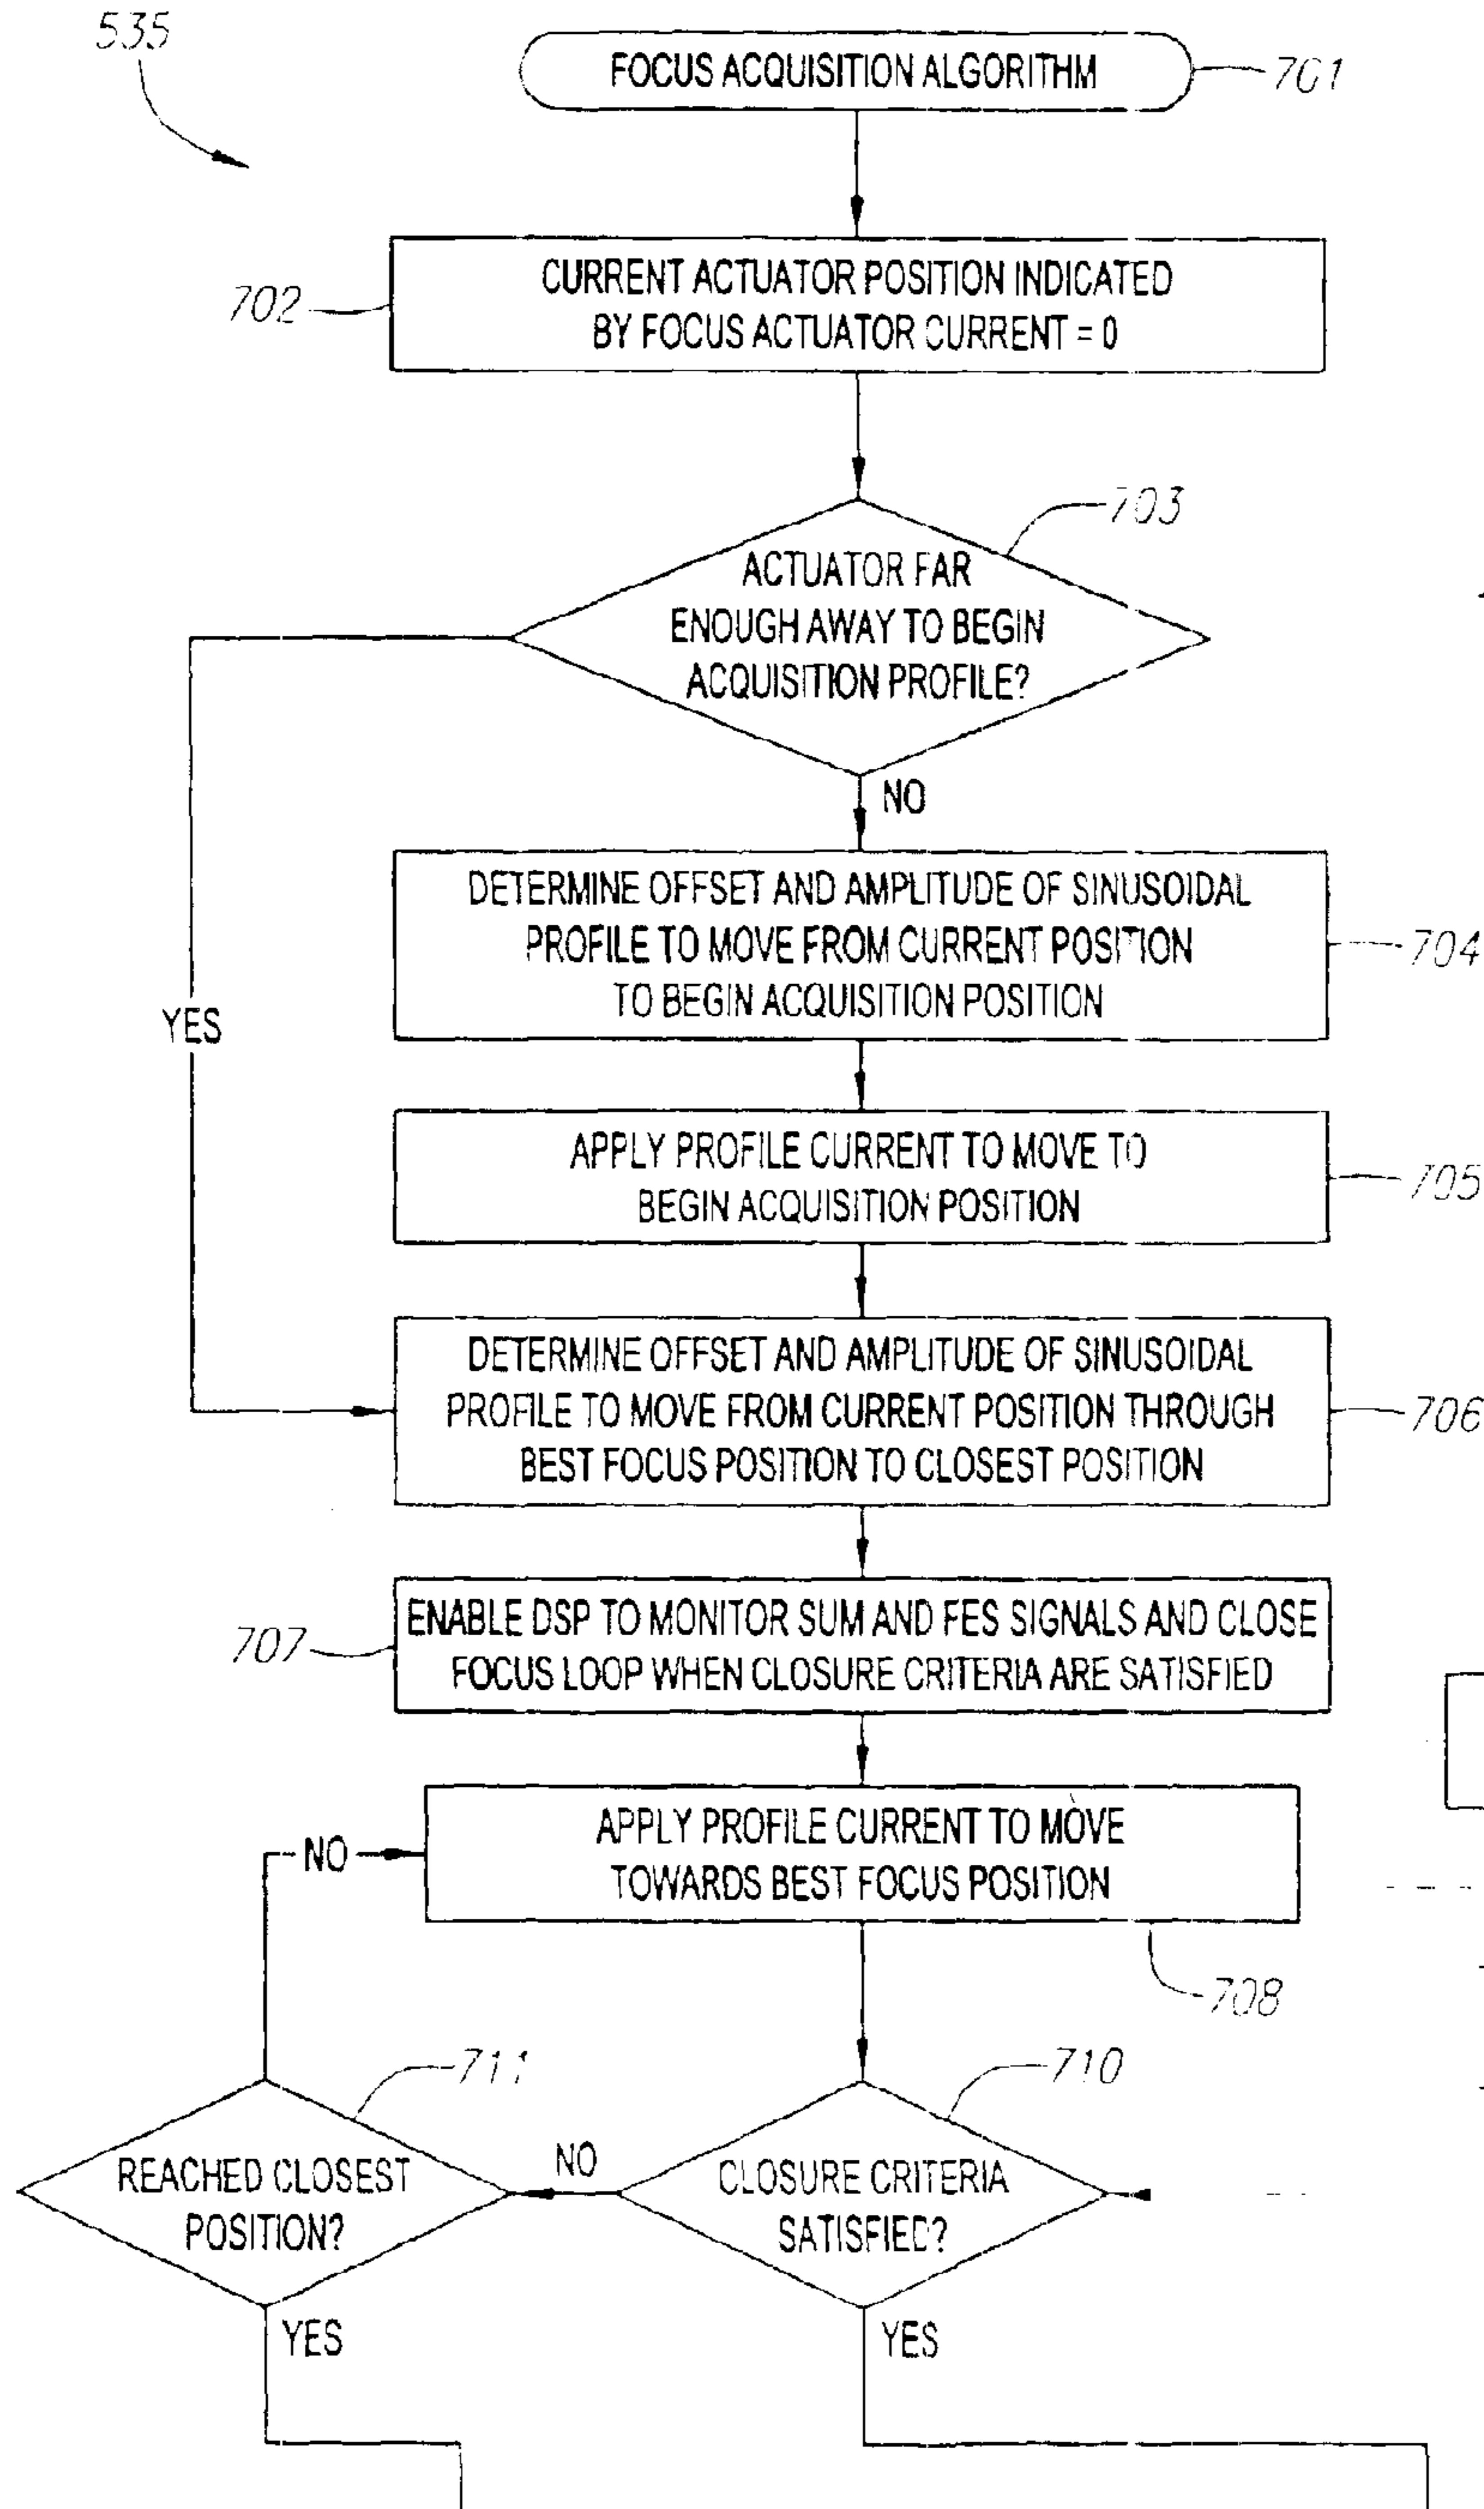 535
FOCUS ACQUISITION ALGORITHM
701
CURRENT ACTUATOR POSITION INDICATED
BY FOCUS ACTUATOR CURRENT = 0
702
703
ACTUATOR FAR
ENOUGH AWAY TO BEGIN
ACQUISITION PROFILE?
NO
YES
DETERMINE OFFSET AND AMPLITUDE OF SINUSOIDAL
PROFILE TO MOVE FROM CURRENT POSITION
TO BEGIN ACQUISITION POSITION
704
APPLY PROFILE CURRENT TO MOVE TO
BEGIN ACQUISITION POSITION
705
DETERMINE OFFSET AND AMPLITUDE OF SINUSOIDAL
PROFILE TO MOVE FROM CURRENT POSITION THROUGH
BEST FOCUS POSITION TO CLOSEST POSITION
706
ENABLE DSP TO MONITOR SUM AND FES SIGNALS AND CLOSE
FOCUS LOOP WHEN CLOSURE CRITERIA ARE SATISFIED
707
APPLY PROFILE CURRENT TO MOVE
TOWARDS BEST FOCUS POSITION
NO
708
711
710
REACHED CLOSEST
POSITION?
NO
CLOSURE CRITERIA
SATISFIED?
YES
YES